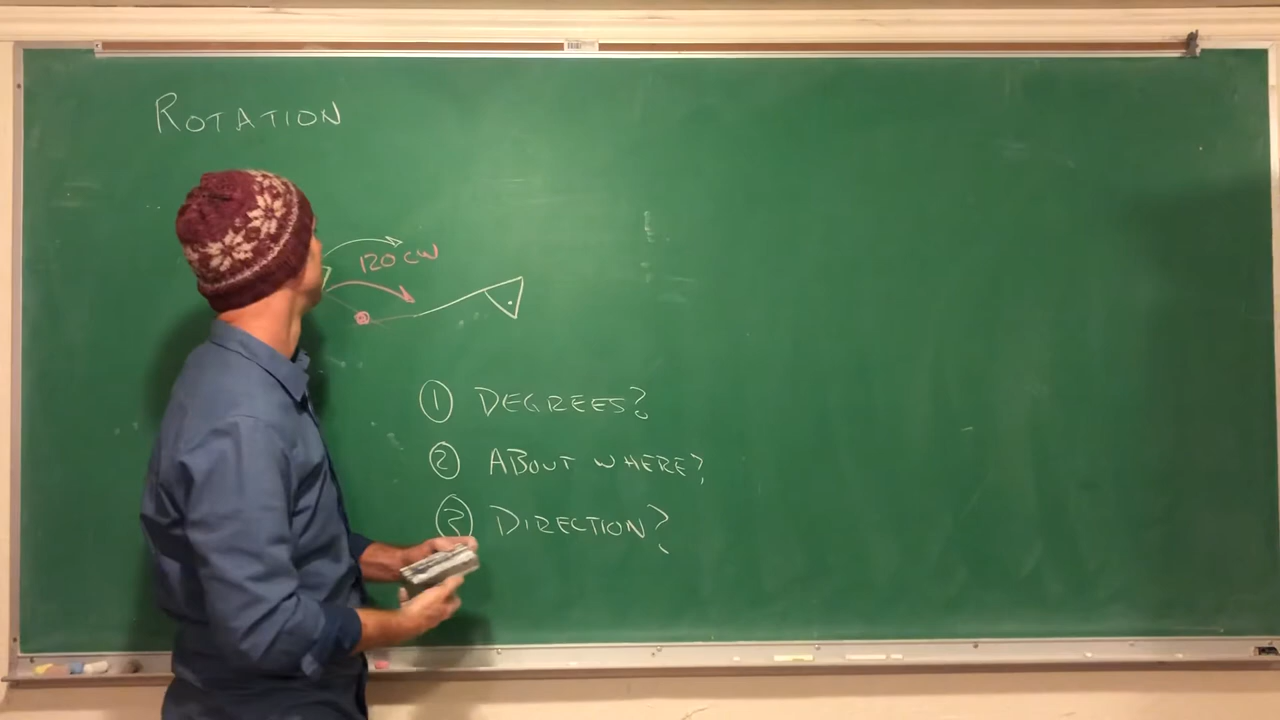 ROTATION
120 CW
① DEGREES?
② ABOUT WHERE?
③ DIRECTION?